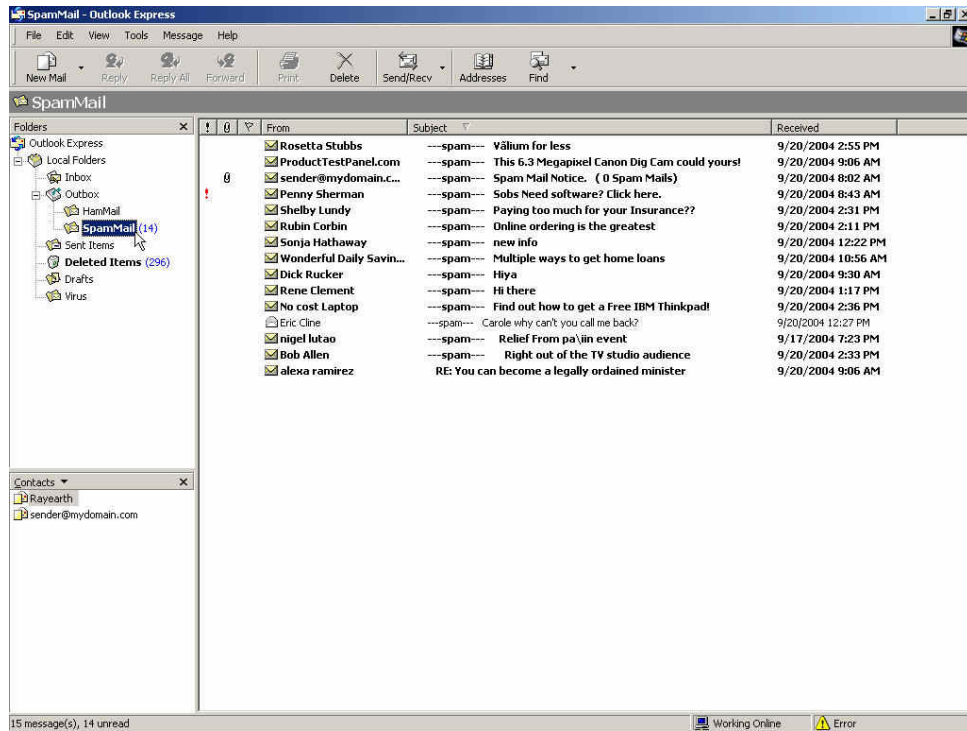 SpamMail - Outlook Express
File Edit View Tools Message Help
New Mail Reply Reply All Forward Print Delete Send/Recv Addresses Find
SpamMail
Folders
Outlook Express
Local Folders
Inbox
Outbox
HamMail
SpamMail (14)
Sent Items
Deleted Items (296)
Drafts
Virus
Contacts
Rayearth
sender@mydomain.com
! From Subject Received
Rosetta Stubbs ---spam--- Vãlium for less 9/20/2004 2:55 PM
ProductTestPanel.com ---spam--- This 6.3 Megapixel Canon Dig Cam could yours! 9/20/2004 9:06 AM
sender@mydomain.c... ---spam--- Spam Mail Notice. ( 0 Spam Mails) 9/20/2004 8:02 AM
! Penny Sherman ---spam--- Sobs Need software? Click here. 9/20/2004 8:43 AM
Shelby Lundy ---spam--- Paying too much for your Insurance?? 9/20/2004 2:31 PM
Rubin Corbin ---spam--- Online ordering is the greatest 9/20/2004 2:11 PM
Sonja Hathaway ---spam--- new info 9/20/2004 12:22 PM
Wonderful Daily Savin... ---spam--- Multiple ways to get home loans 9/20/2004 10:56 AM
Dick Rucker ---spam--- Hiya 9/20/2004 9:30 AM
Rene Clement ---spam--- Hi there 9/20/2004 1:17 PM
No cost Laptop ---spam--- Find out how to get a Free IBM Thinkpad! 9/20/2004 2:36 PM
Eric Cline ---spam--- Carole why can't you call me back? 9/20/2004 12:27 PM
nigel lutao ---spam--- Relief From pa\iin event 9/17/2004 7:23 PM
Bob Allen ---spam--- Right out of the TV studio audience 9/20/2004 2:33 PM
alexa ramirez RE: You can become a legally ordained minister 9/20/2004 9:06 AM
15 message(s), 14 unread Working Online Error